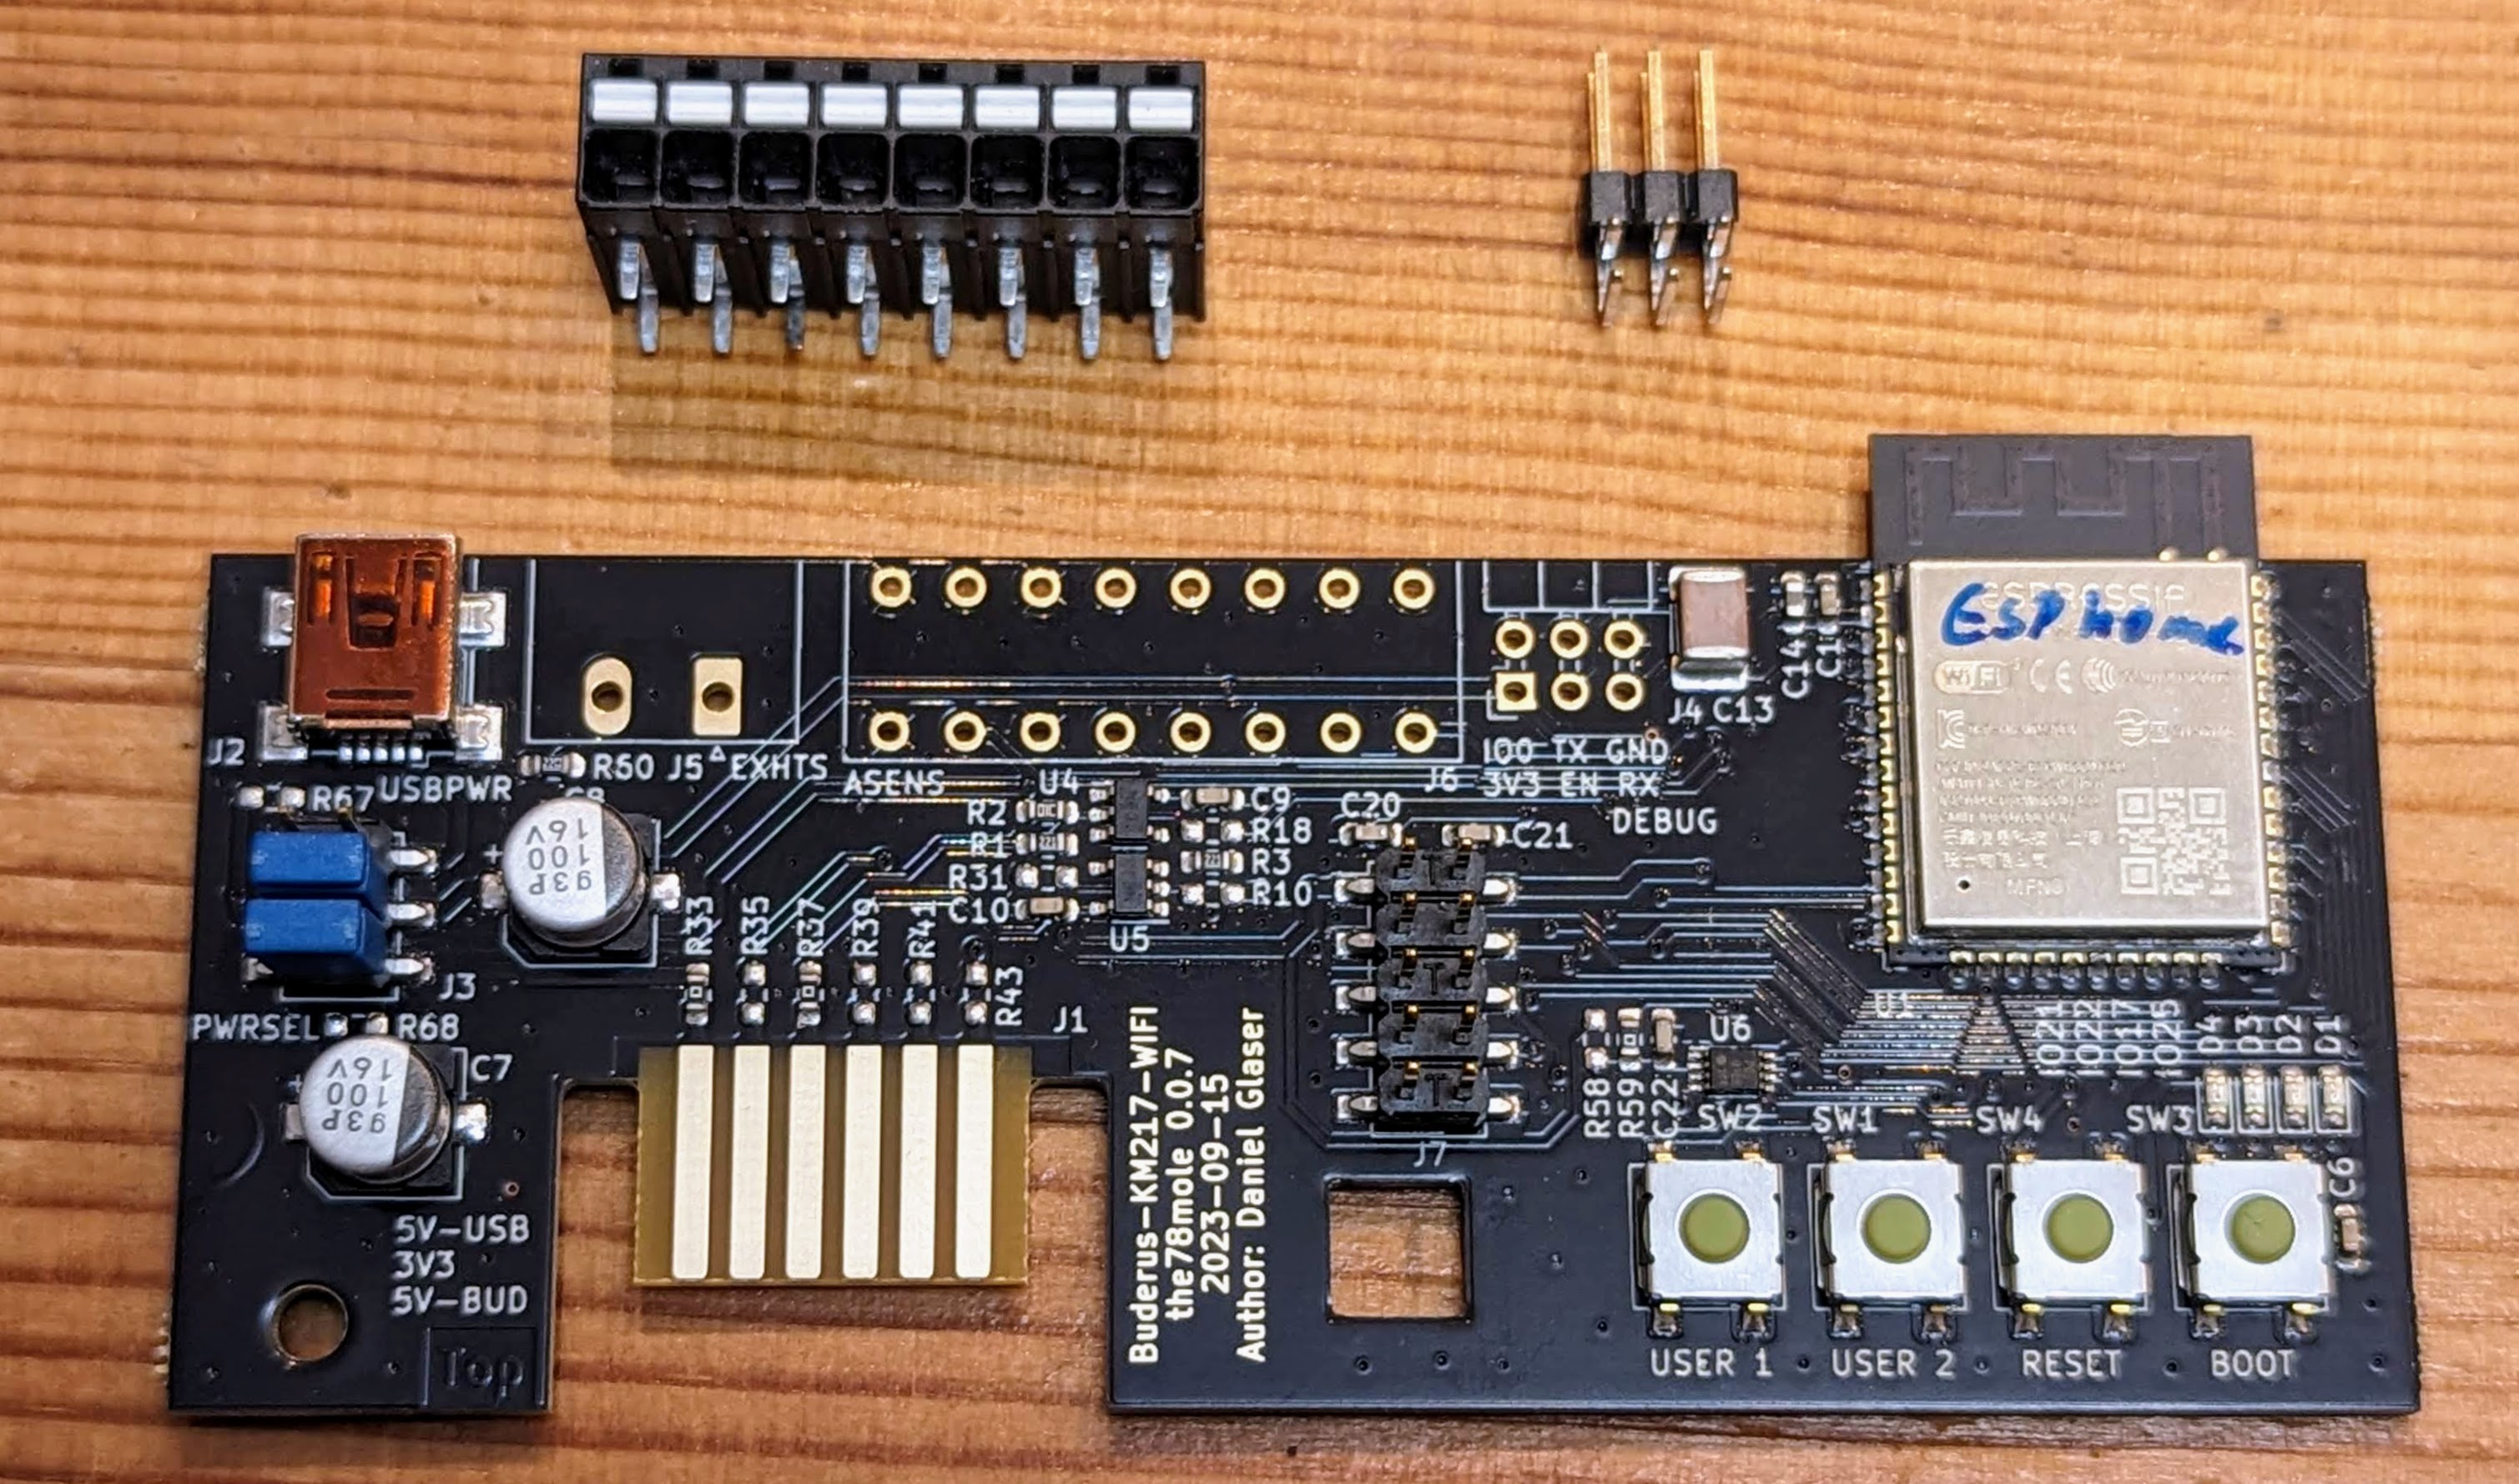 ESP home
WiFi
CE
J2
USBPWR
R60
J5
EXHTS
ASENS
J6
IOO TX GND
3V3 EN RX
DEBUG
J4
C13
C14
R67
C8
16V
100
93P
U4
R2
R1
R31
C10
C9
R18
R3
R10
U5
C20
C21
R33
R35
R37
R39
R41
R43
J3
PWRSEL
R68
J1
C7
16V
100
93P
Buderus-KM217-WIFI
the78mole 0.0.7
2023-09-15
Author: Daniel Glaser
J7
R58
R59
C22
U6
U1
IO21
IO22
IO17
IO25
D4
D3
D2
D1
SW2
SW1
SW4
SW3
C6
5V-USB
3V3
5V-BUD
Top
USER 1
USER 2
RESET
BOOT